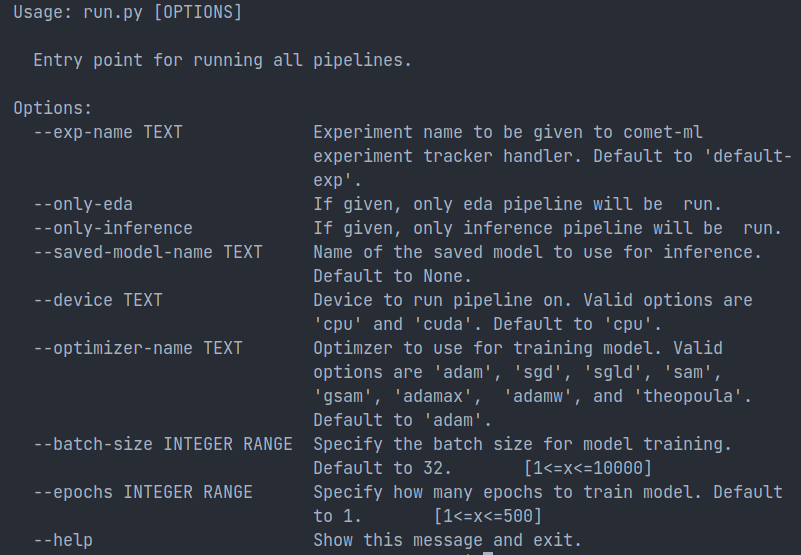 Usage: run.py [OPTIONS]
Entry point for running all pipelines.
Options:
--exp-name TEXT Experiment name to be given to comet-ml
experiment tracker handler. Default to 'default-
exp'.
--only-eda If given, only eda pipeline will be  run.
--only-inference If given, only inference pipeline will be  run.
--saved-model-name TEXT Name of the saved model to use for inference.
Default to None.
--device TEXT Device to run pipeline on. Valid options are
'cpu' and 'cuda'. Default to 'cpu'.
--optimizer-name TEXT Optimzer to use for training model. Valid
options are 'adam', 'sgd', 'sgld', 'sam',
'gsam', 'adamax',  'adamw', and 'theopoula'.
Default to 'adam'.
--batch-size INTEGER RANGE Specify the batch size for model training.
Default to 32. [1<=x<=10000]
--epochs INTEGER RANGE Specify how many epochs to train model. Default
to 1. [1<=x<=500]
--help Show this message and exit.